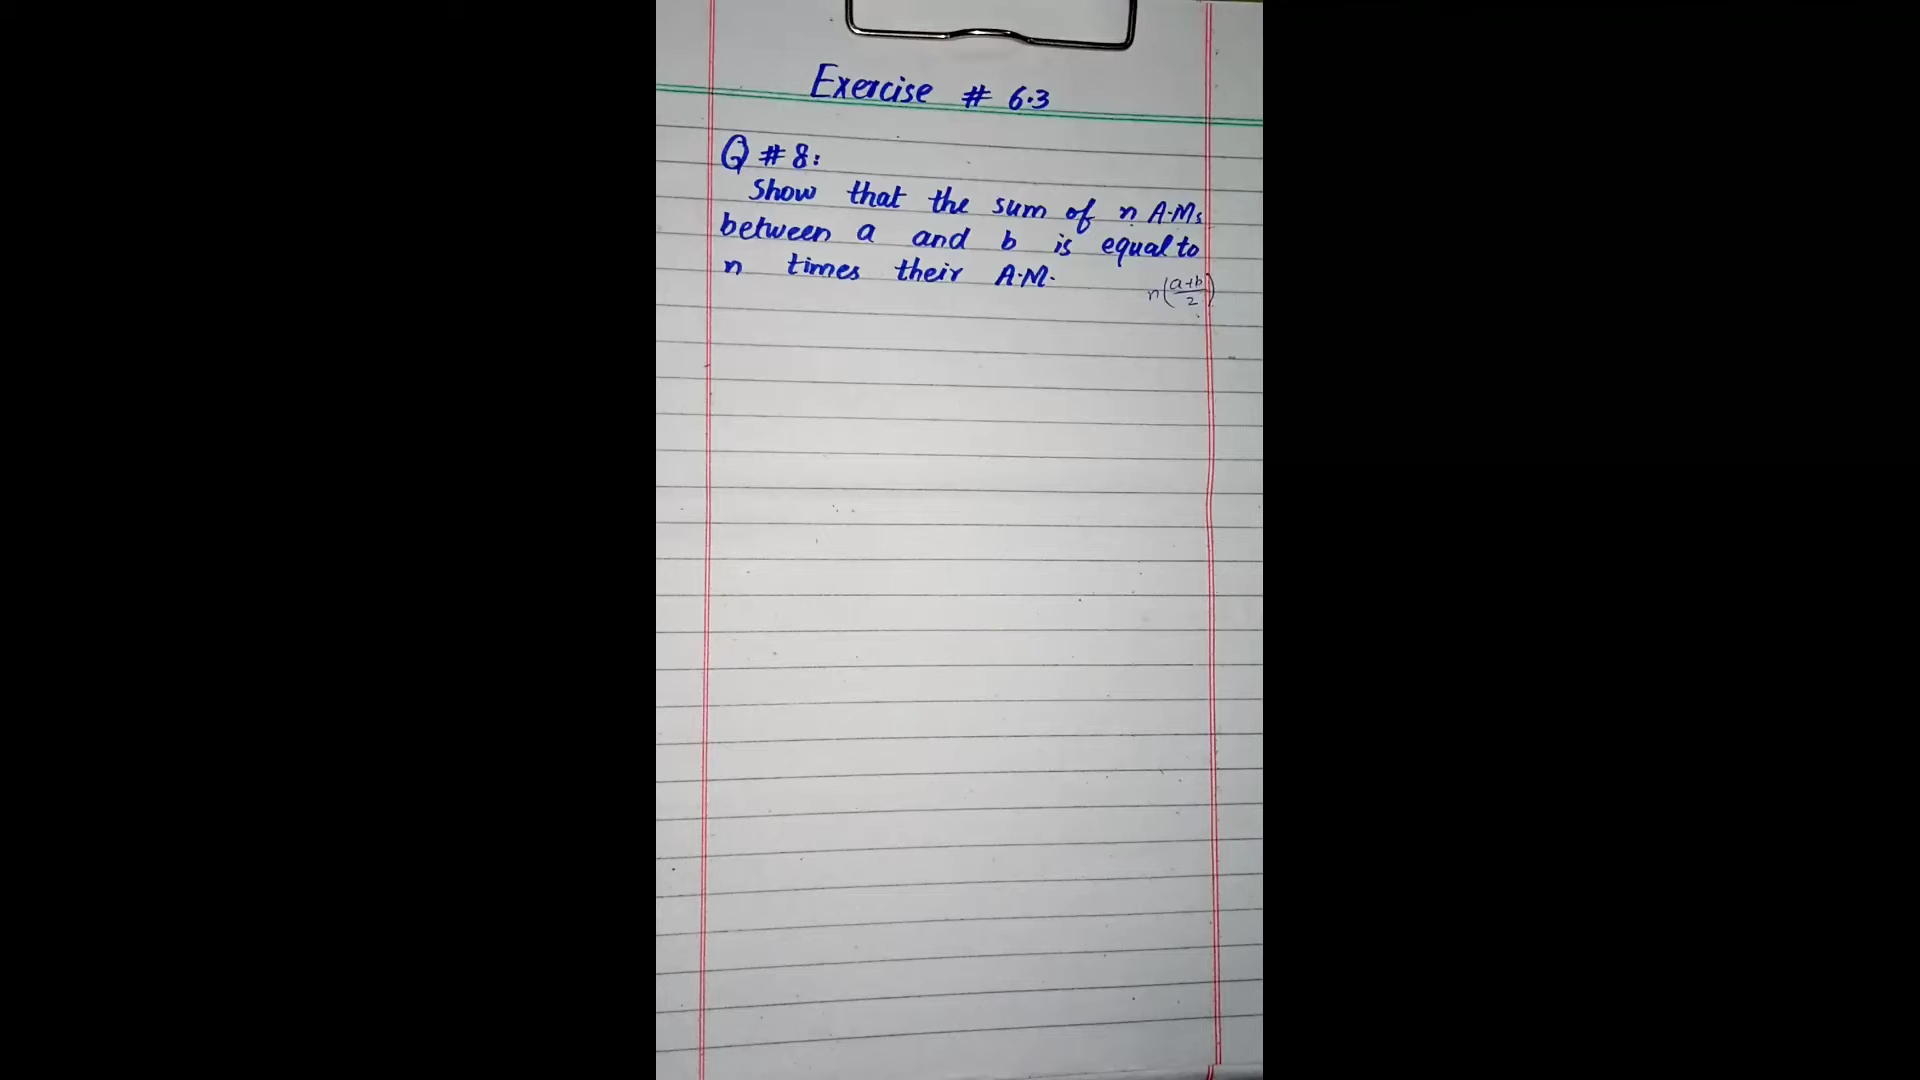 Exercise # 6.3
Q # 8:
Show that the sum of n A.Ms
between a and b is equal to
n times their A.M.
n(a+b/2)